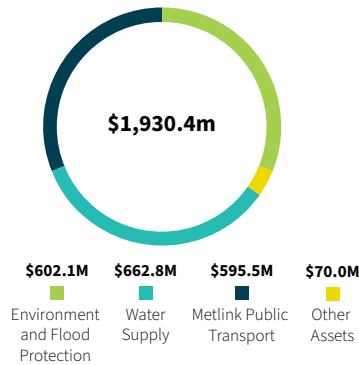 $1,930.4m
$602.1M $662.8M $595.5M $70.0M
Environment and Flood Protection
Water Supply
Metlink Public Transport
Other Assets